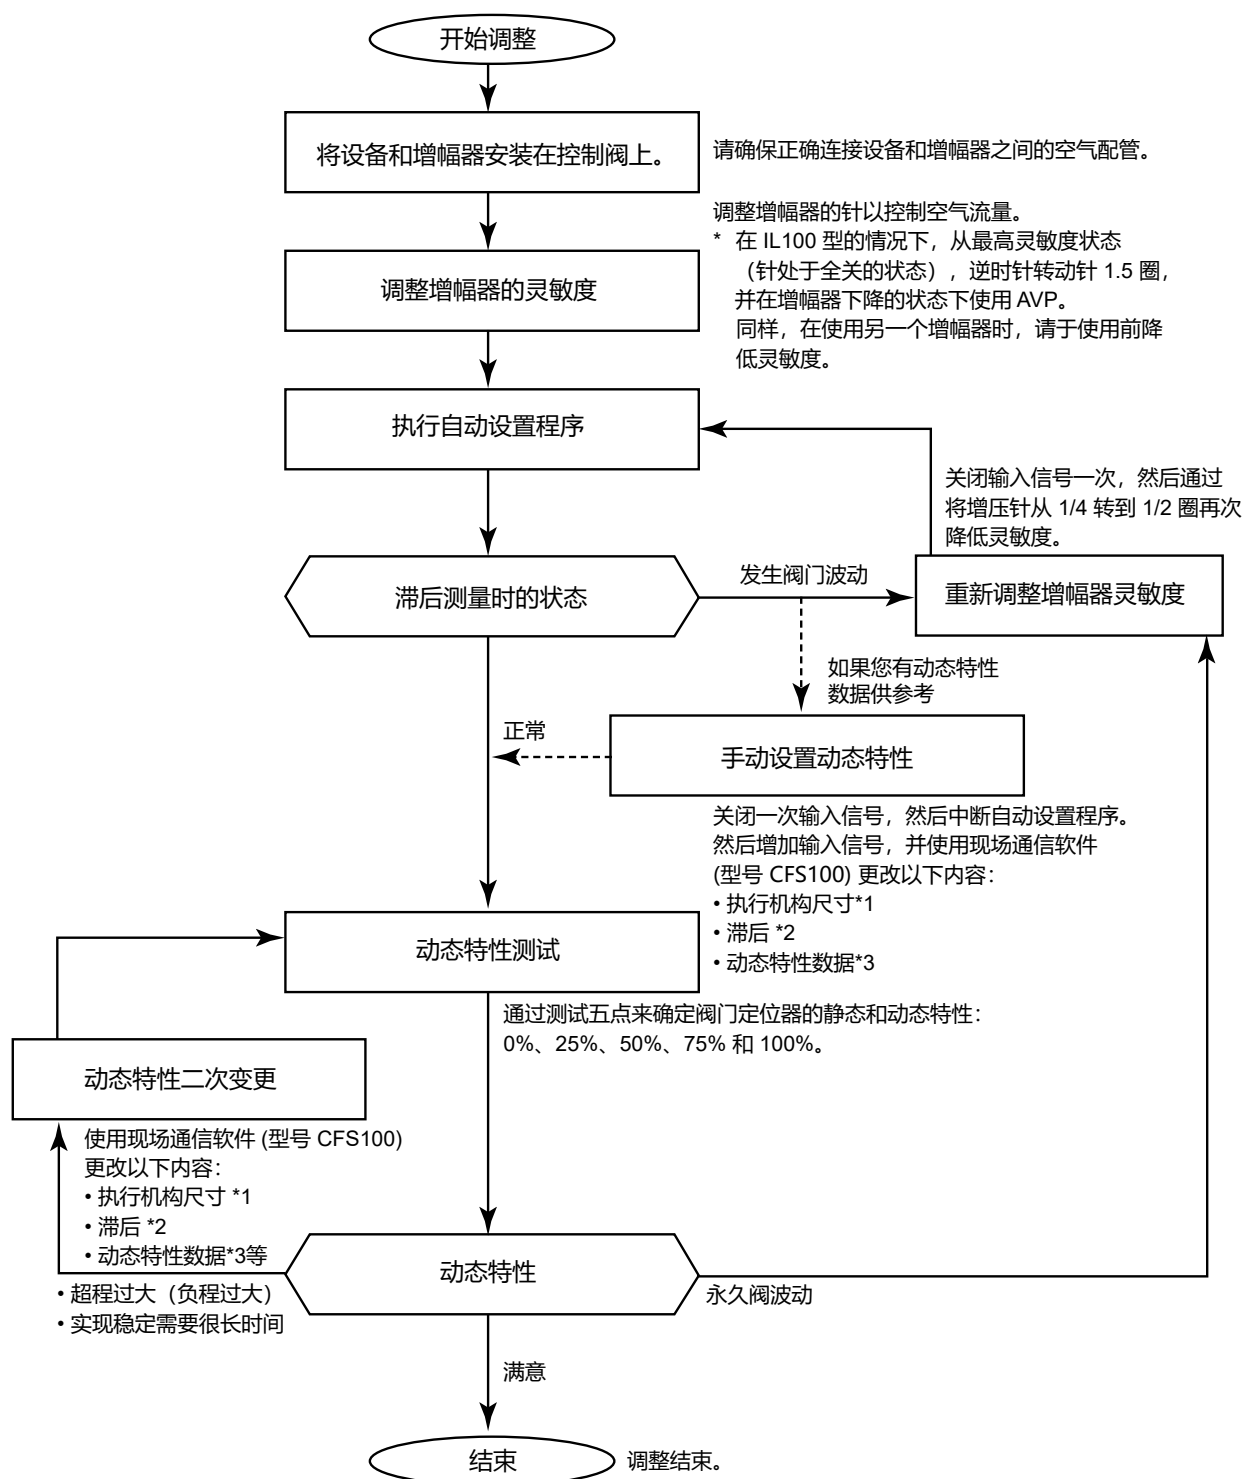 开始调整
将设备和增幅器安装在控制阀上。
请确保正确连接设备和增幅器之间的空气配管。
调整增幅器的灵敏度
调整增幅器的针以控制空气流量。
* 在 IL100 型的情况下，从最高灵敏度状态
（针处于全关的状态），逆时针转动针 1.5 圈，
并在增幅器下降的状态下使用 AVP。
同样，在使用另一个增幅器时，请于使用前降
低灵敏度。
执行自动设置程序
关闭输入信号一次，然后通过
将增压针从 1/4 转到 1/2 圈再次
降低灵敏度。
滞后测量时的状态
发生阀门波动
重新调整增幅器灵敏度
如果您有动态特性
数据供参考
正常
手动设置动态特性
关闭一次输入信号，然后中断自动设置程序。
然后增加输入信号，并使用现场通信软件
(型号 CFS100) 更改以下内容：
• 执行机构尺寸*1
• 滞后 *2
• 动态特性数据*3
动态特性测试
通过测试五点来确定阀门定位器的静态和动态特性：
0%、25%、50%、75% 和 100%。
动态特性二次变更
使用现场通信软件 (型号 CFS100)
更改以下内容：
• 执行机构尺寸 *1
• 滞后 *2
• 动态特性数据*3等
动态特性
• 超程过大（负程过大）
• 实现稳定需要很长时间
永久阀波动
满意
结束
调整结束。